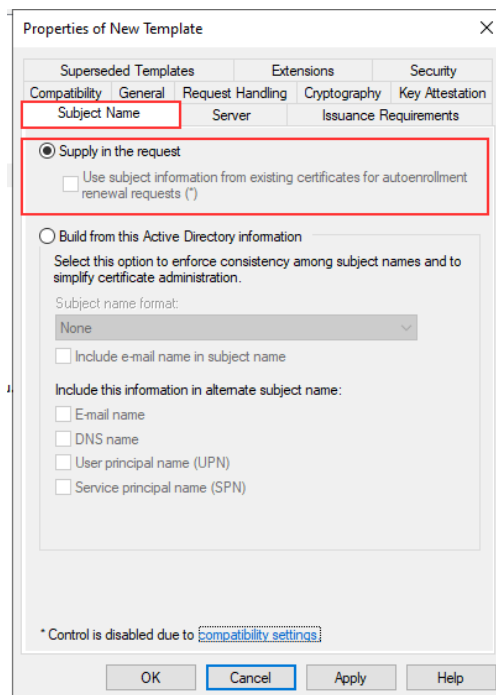 Properties of New Template
Superseded Templates Extensions Security
Compatibility General Request Handling Cryptography Key Attestation
Subject Name Server Issuance Requirements
Supply in the request
Use subject information from existing certificates for autoenrollment
renewal requests (*)
Build from this Active Directory information
Select this option to enforce consistency among subject names and to
simplify certificate administration.
Subject name format:
None
Include e-mail name in subject name
Include this information in alternate subject name:
E-mail name
DNS name
User principal name (UPN)
Service principal name (SPN)
* Control is disabled due to compatibility settings.
OK Cancel Apply Help